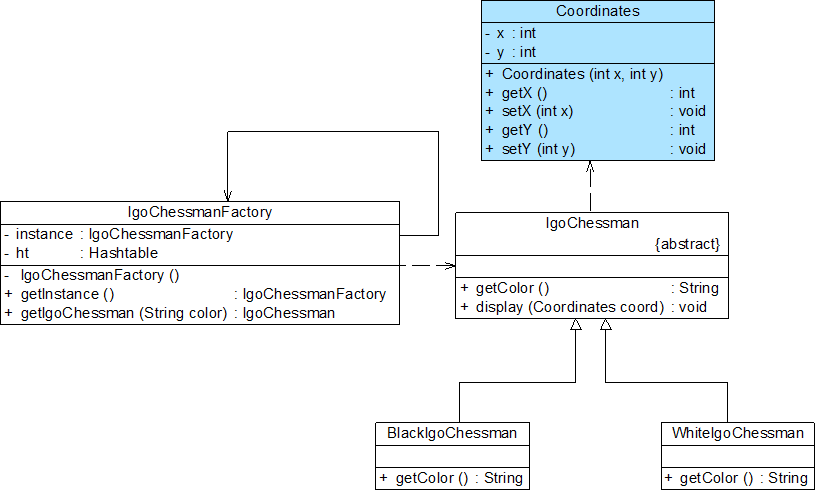 Coordinates
- x : int
- y : int
+ Coordinates (int x, int y)
+ getX () : int
+ setX (int x) : void
+ getY () : int
+ setY (int y) : void
IgoChessmanFactory
- instance : IgoChessmanFactory
- ht : Hashtable
- IgoChessmanFactory ()
+ getInstance () : IgoChessmanFactory
+ getIgoChessman (String color) : IgoChessman
IgoChessman
{abstract}
+ getColor () : String
+ display (Coordinates coord) : void
BlackIgoChessman
+ getColor () : String
WhiteIgoChessman
+ getColor () : String